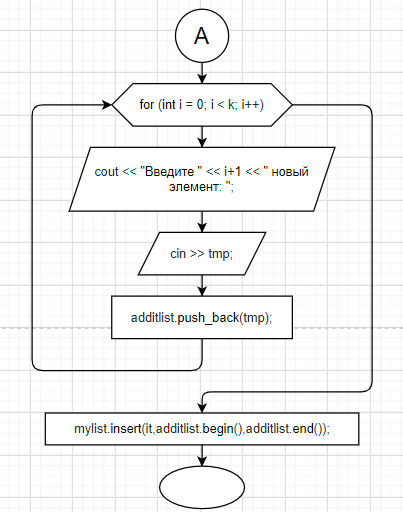 A
for (int i = 0; i < k; i++)
cout << "Введите " << i+1 << " новый
элемент: ";
cin >> tmp;
additlist.push_back(tmp);
mylist.insert(it,additlist.begin(),additlist.end());